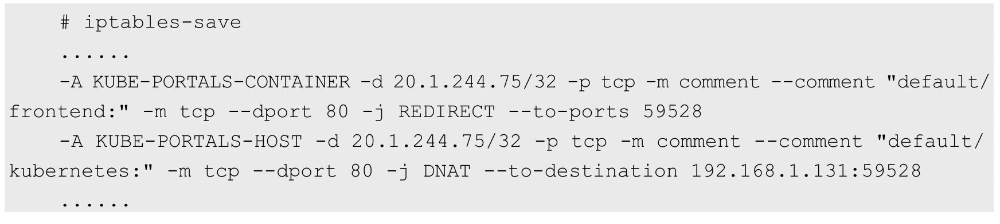 # iptables-save
......
-A KUBE-PORTALS-CONTAINER -d 20.1.244.75/32 -p tcp -m comment --comment "default/
frontend:" -m tcp --dport 80 -j REDIRECT --to-ports 59528
-A KUBE-PORTALS-HOST -d 20.1.244.75/32 -p tcp -m comment --comment "default/
kubernetes:" -m tcp --dport 80 -j DNAT --to-destination 192.168.1.131:59528
......